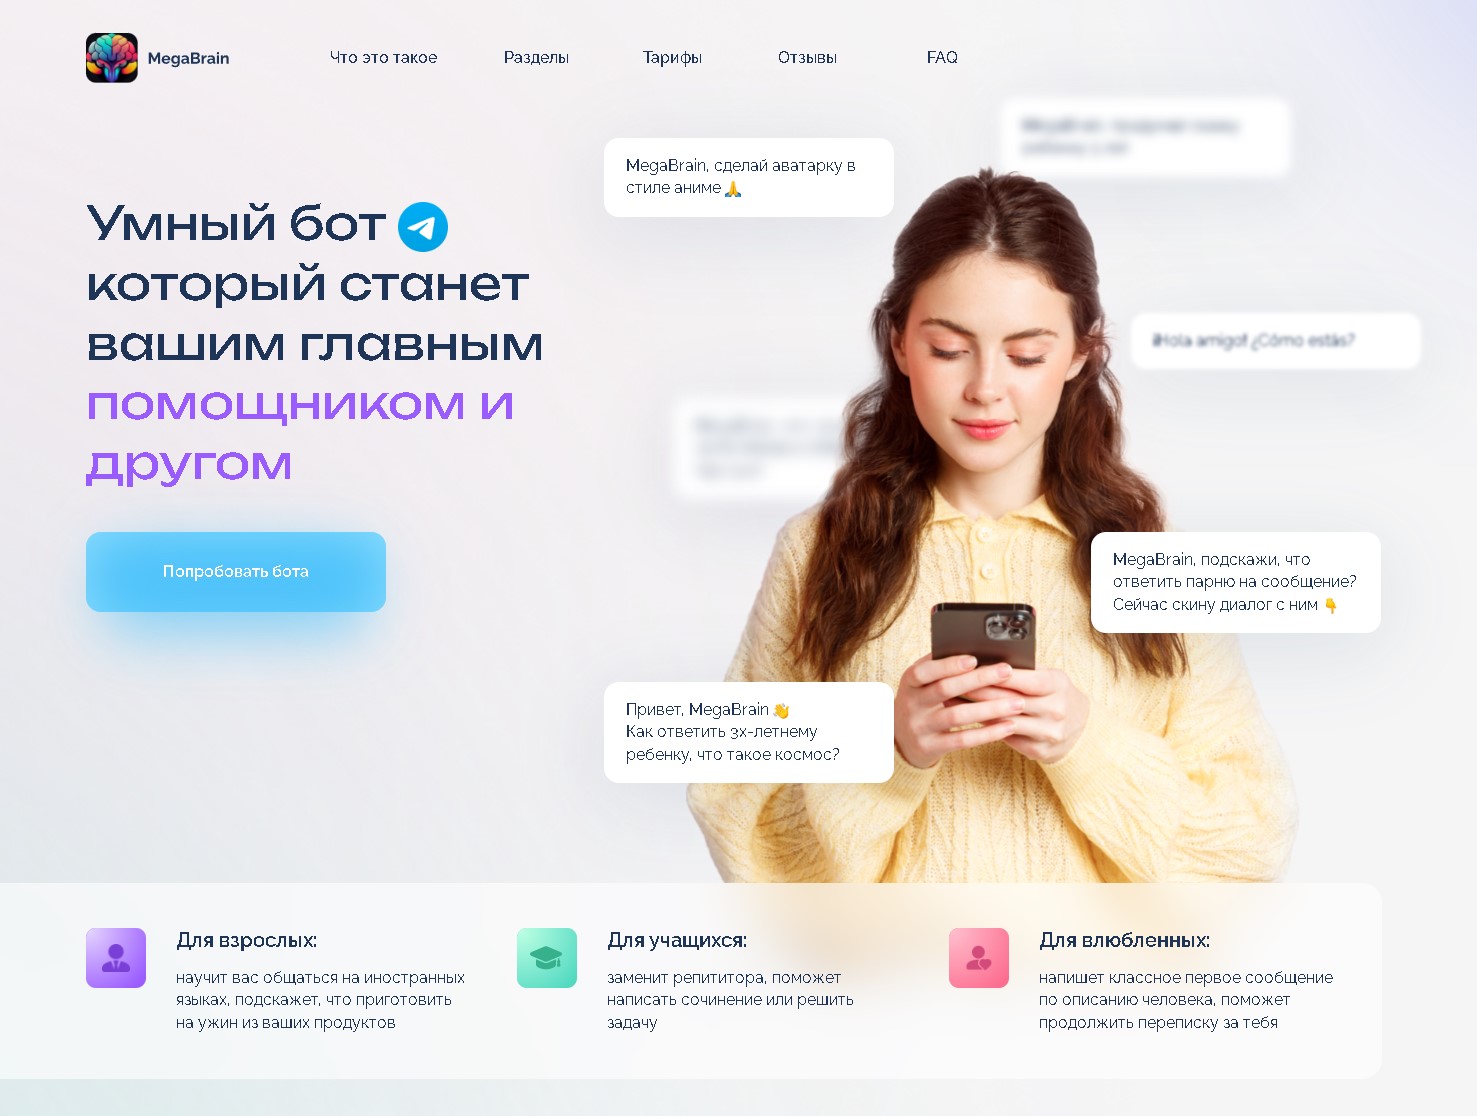 MegaBrain
Что это такое
Разделы
Тарифы
Отзывы
FAQ
MegaBrain, сделай аватарку в
стиле аниме 🙏
Умный бот
который станет
вашим главным
помощником и
другом
¡Hola amigo! ¿Cómo estás?
Попробовать бота
MegaBrain, подскажи, что
ответить парню на сообщение?
Сейчас скину диалог с ним 👇
Привет, MegaBrain 👋
Как ответить 3х-летнему
ребенку, что такое космос?
Для взрослых:
научит вас общаться на иностранных
языках, подскажет, что приготовить
на ужин из ваших продуктов
Для учащихся:
заменит репититора, поможет
написать сочинение или решить
задачу
Для влюбленных:
напишет классное первое сообщение
по описанию человека, поможет
продолжить переписку за тебя